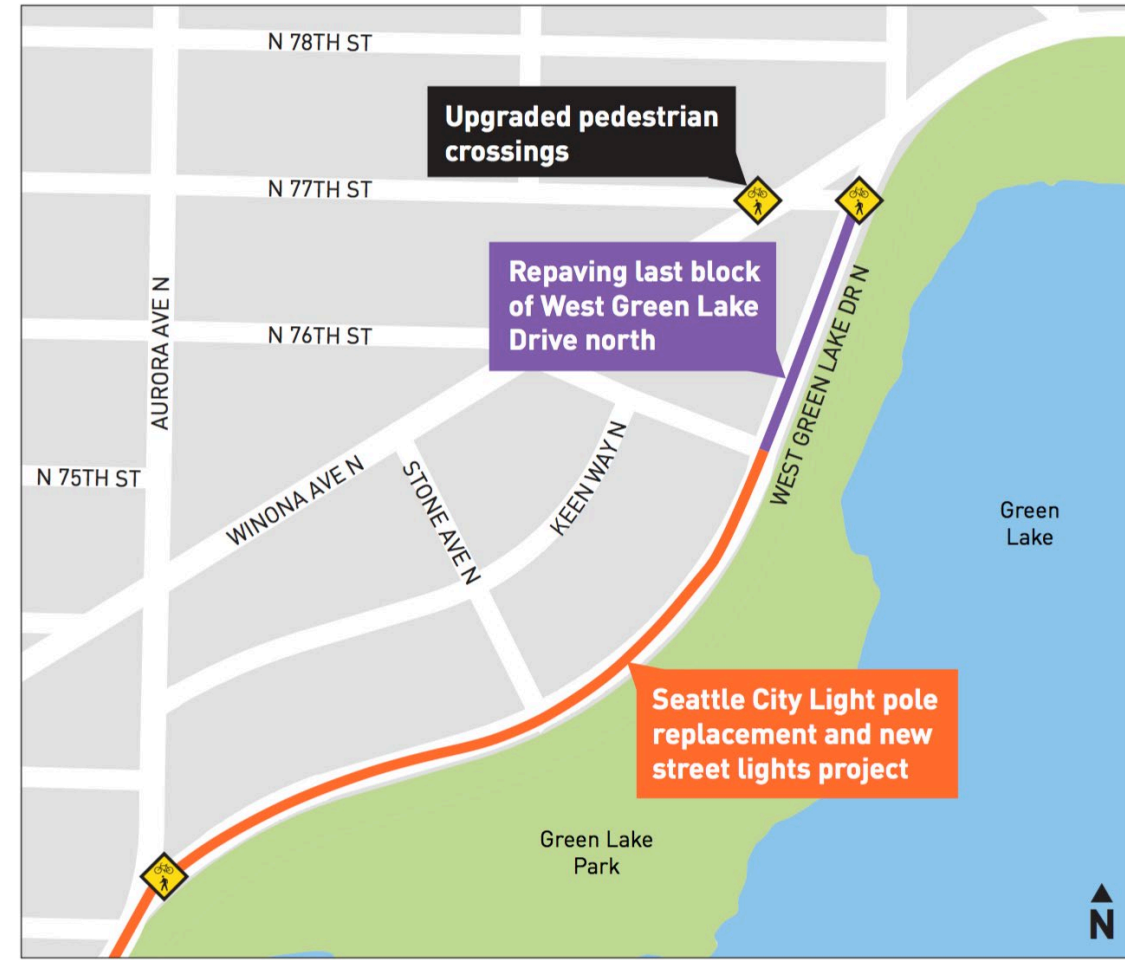 N 78TH ST
Upgraded pedestrian
crossings
N 77TH ST
Repaving last block
of West Green Lake
Drive north
AURORA AVE N
N 76TH ST
WEST GREEN LAKE DR N
N 75TH ST
WINONA AVE N
STONE AVE N
KEEN WAY N
Green
Lake
Seattle City Light pole
replacement and new
street lights project
Green Lake
Park
N